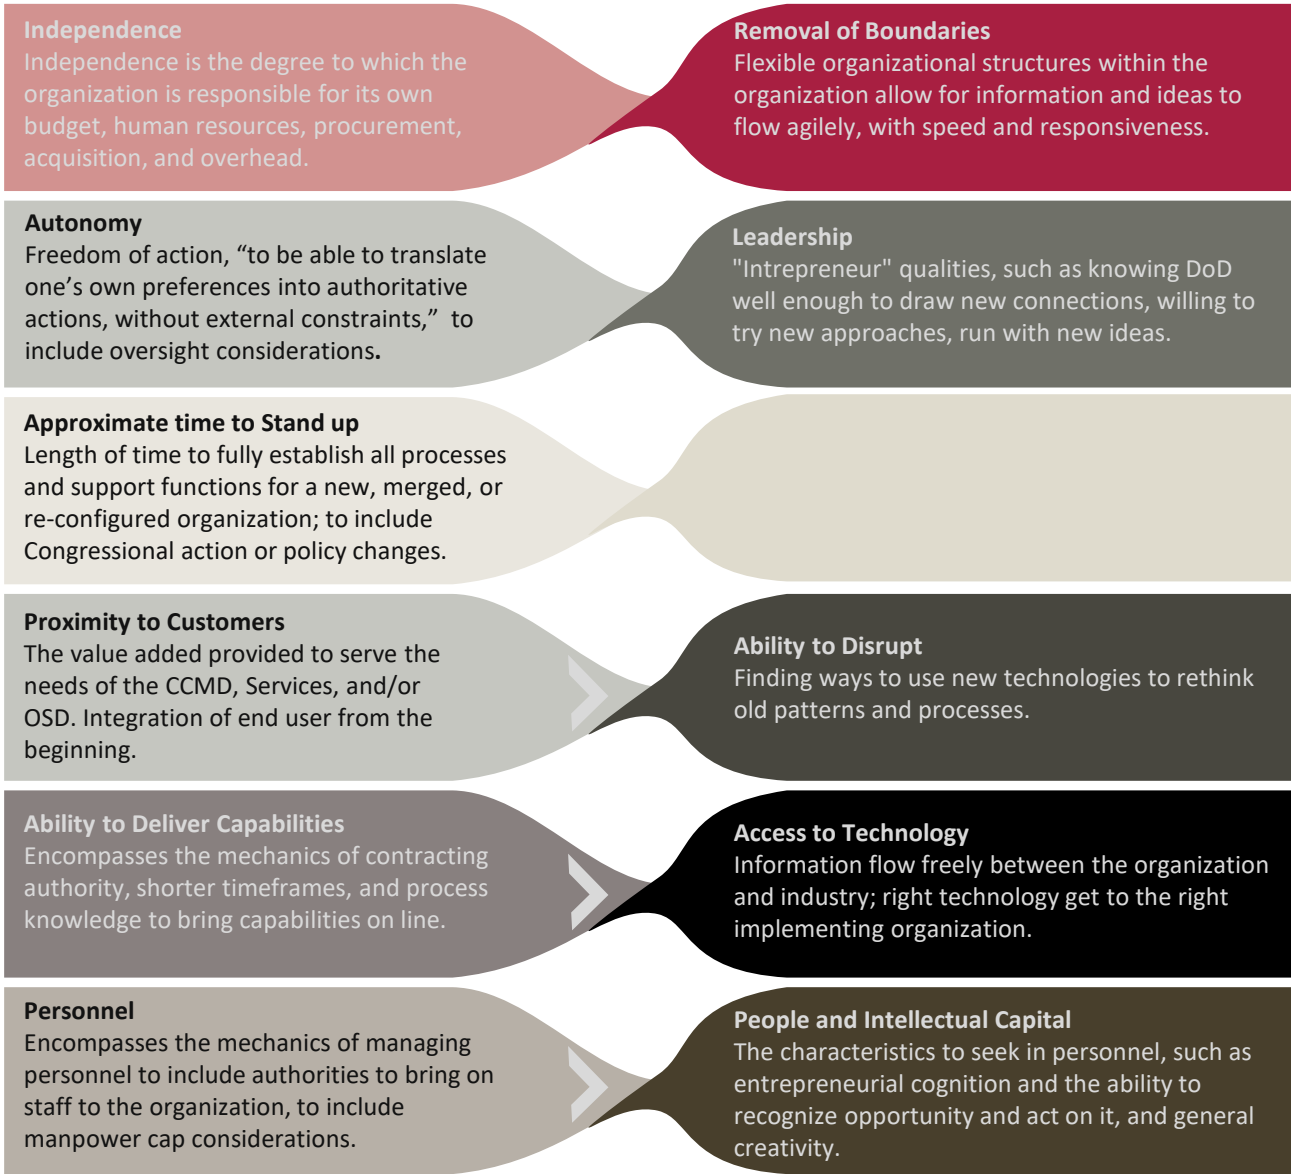 Independence
Independence is the degree to which the
organization is responsible for its own
budget, human resources, procurement,
acquisition, and overhead.
Removal of Boundaries
Flexible organizational structures within the
organization allow for information and ideas to
flow agilely, with speed and responsiveness.
Autonomy
Freedom of action, “to be able to translate
one’s own preferences into authoritative
actions, without external constraints,”  to
include oversight considerations.
Leadership
"Intrepreneur" qualities, such as knowing DoD
well enough to draw new connections, willing to
try new approaches, run with new ideas.
Approximate time to Stand up
Length of time to fully establish all processes
and support functions for a new, merged, or
re-configured organization; to include
Congressional action or policy changes.
Proximity to Customers
The value added provided to serve the
needs of the CCMD, Services, and/or
OSD. Integration of end user from the
beginning.
Ability to Disrupt
Finding ways to use new technologies to rethink
old patterns and processes.
Ability to Deliver Capabilities
Encompasses the mechanics of contracting
authority, shorter timeframes, and process
knowledge to bring capabilities on line.
Access to Technology
Information flow freely between the organization
and industry; right technology get to the right
implementing organization.
Personnel
Encompasses the mechanics of managing
personnel to include authorities to bring on
staff to the organization, to include
manpower cap considerations.
People and Intellectual Capital
The characteristics to seek in personnel, such as
entrepreneurial cognition and the ability to
recognize opportunity and act on it, and general
creativity.